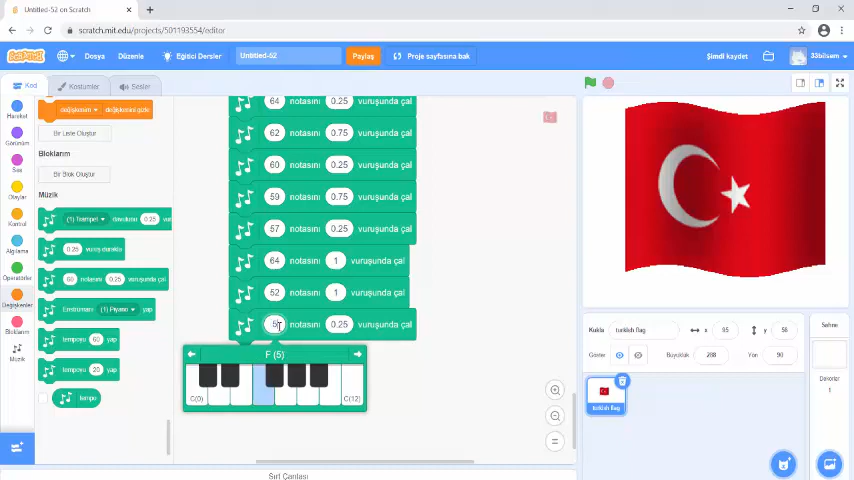 Untitled-52 on Scratch
scratch.mit.edu/projects/501193554/editor
SCRATCH
Dosya
Düzenle
Eğitici Dersler
Untitled-52
Paylaş
Proje sayfasına bak
Şimdi kaydet
33bilsam
Kod
Kostümler
Sesler
Hareket
Görünüm
Ses
Olaylar
Kontrol
Algılama
Operatörler
Değişkenler
Bloklarım
Müzik
değişkenim değişkenini gizle
Bir Liste Oluştur
Bloklarım
Bir Blok Oluştur
Müzik
(1) Trampet davulunu 0.25
0.25 vuruş durakla
60 notasını 0.25 vuruşunda çal
Enstrümanı (1) Piyano yap
tempoyu 60 yap
tempoyu 20 yap
tempo
64 notasını 0.25 vuruşunda çal
62 notasını 0.75 vuruşunda çal
60 notasını 0.25 vuruşunda çal
59 notasını 0.75 vuruşunda çal
57 notasını 0.25 vuruşunda çal
64 notasını 1 vuruşunda çal
52 notasını 1 vuruşunda çal
5 notasını 0.25 vuruşunda çal
F (5)
C(0)
C(12)
Sırt Çantası
Kukla
turkish flag
x 95
y 58
Göster
Büyüklük 288
Yön 90
turkish flag
Sahne
Dekorlar
1